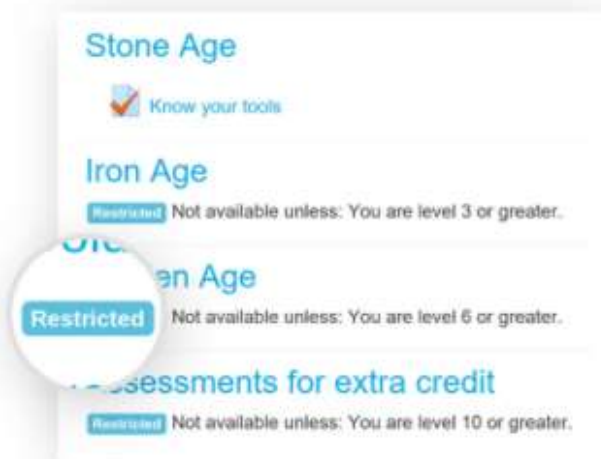 Stone Age
Know your tools
Iron Age
Restricted Not available unless: You are level 3 or greater.
en Age
Restricted Not available unless: You are level 6 or greater.
ssessments for extra credit
Restricted Not available unless: You are level 10 or greater.